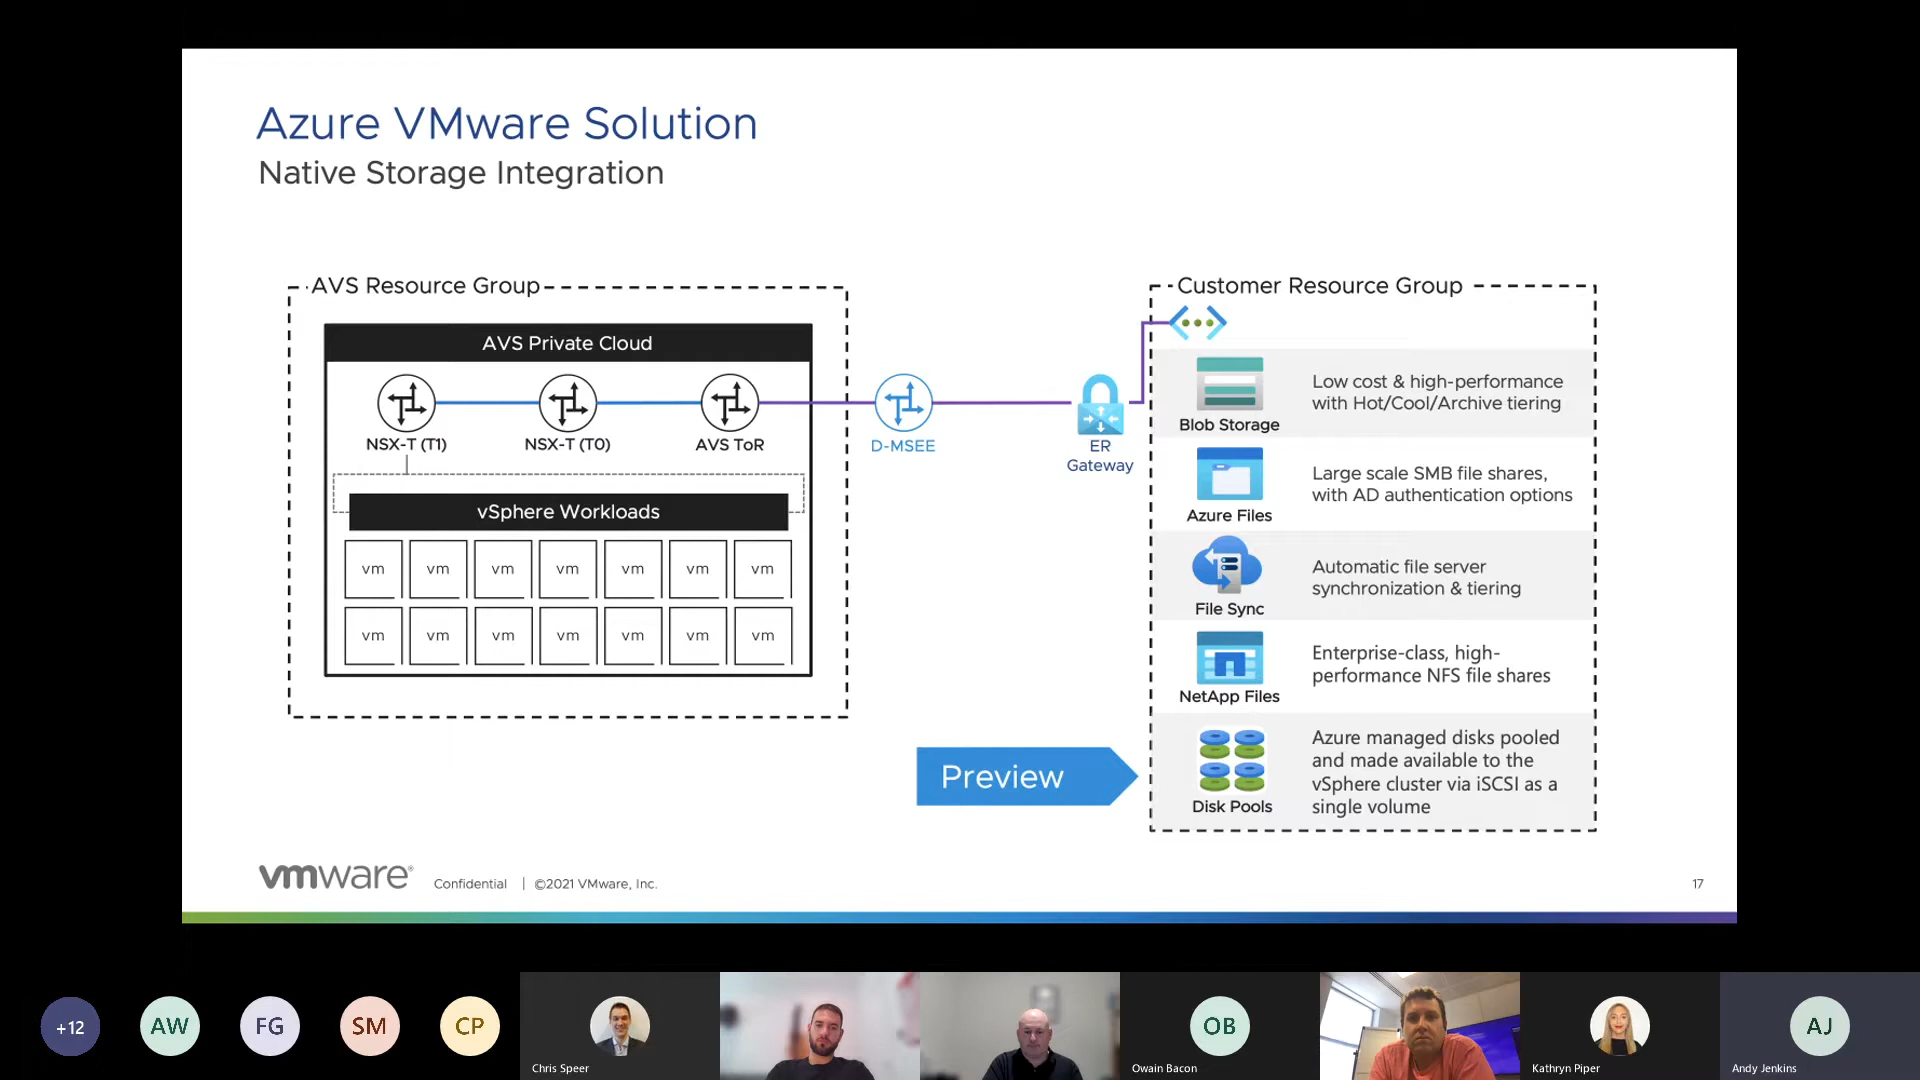 Azure VMware Solution
Native Storage Integration
AVS Resource Group
AVS Private Cloud
NSX-T (T1)
NSX-T (T0)
AVS ToR
vSphere Workloads
vm vm vm vm vm vm vm
vm vm vm vm vm vm vm
D-MSEE
ER
Gateway
Customer Resource Group
Blob Storage
Low cost & high-performance
with Hot/Cool/Archive tiering
Azure Files
Large scale SMB file shares,
with AD authentication options
File Sync
Automatic file server
synchronization & tiering
NetApp Files
Enterprise-class, high-
performance NFS file shares
Preview
Disk Pools
Azure managed disks pooled
and made available to the
vSphere cluster via iSCSI as a
single volume
vmware®
Confidential | ©2021 VMware, Inc.
17
+12
AW
FG
SM
CP
Chris Speer
OB
Owain Bacon
Kathryn Piper
AJ
Andy Jenkins